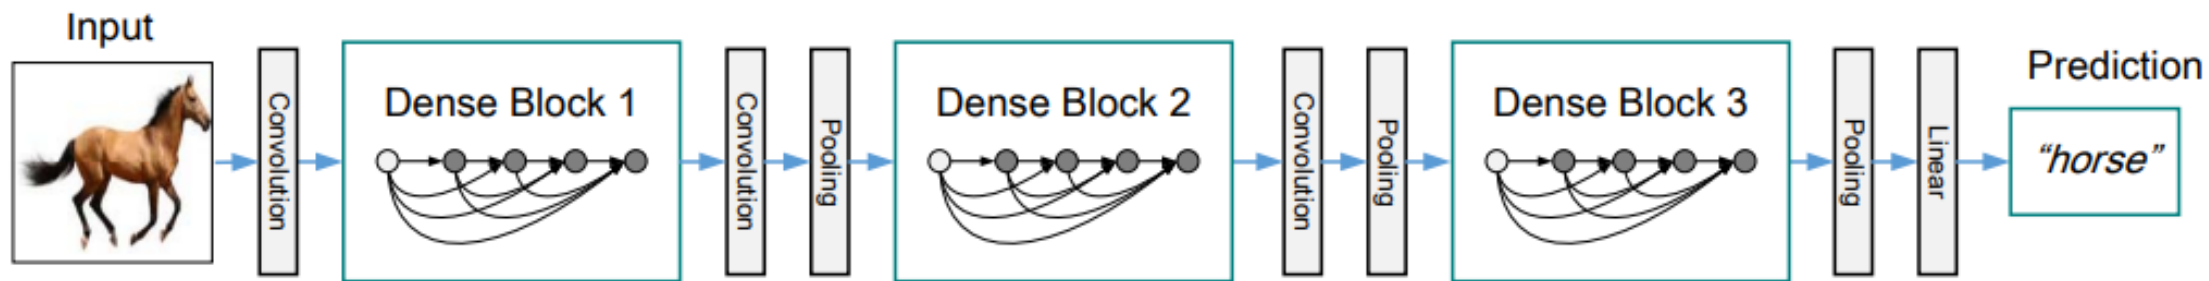 Input
Convolution
Dense Block 1
Convolution
Pooling
Dense Block 2
Convolution
Pooling
Dense Block 3
Pooling
Linear
Prediction
“horse”